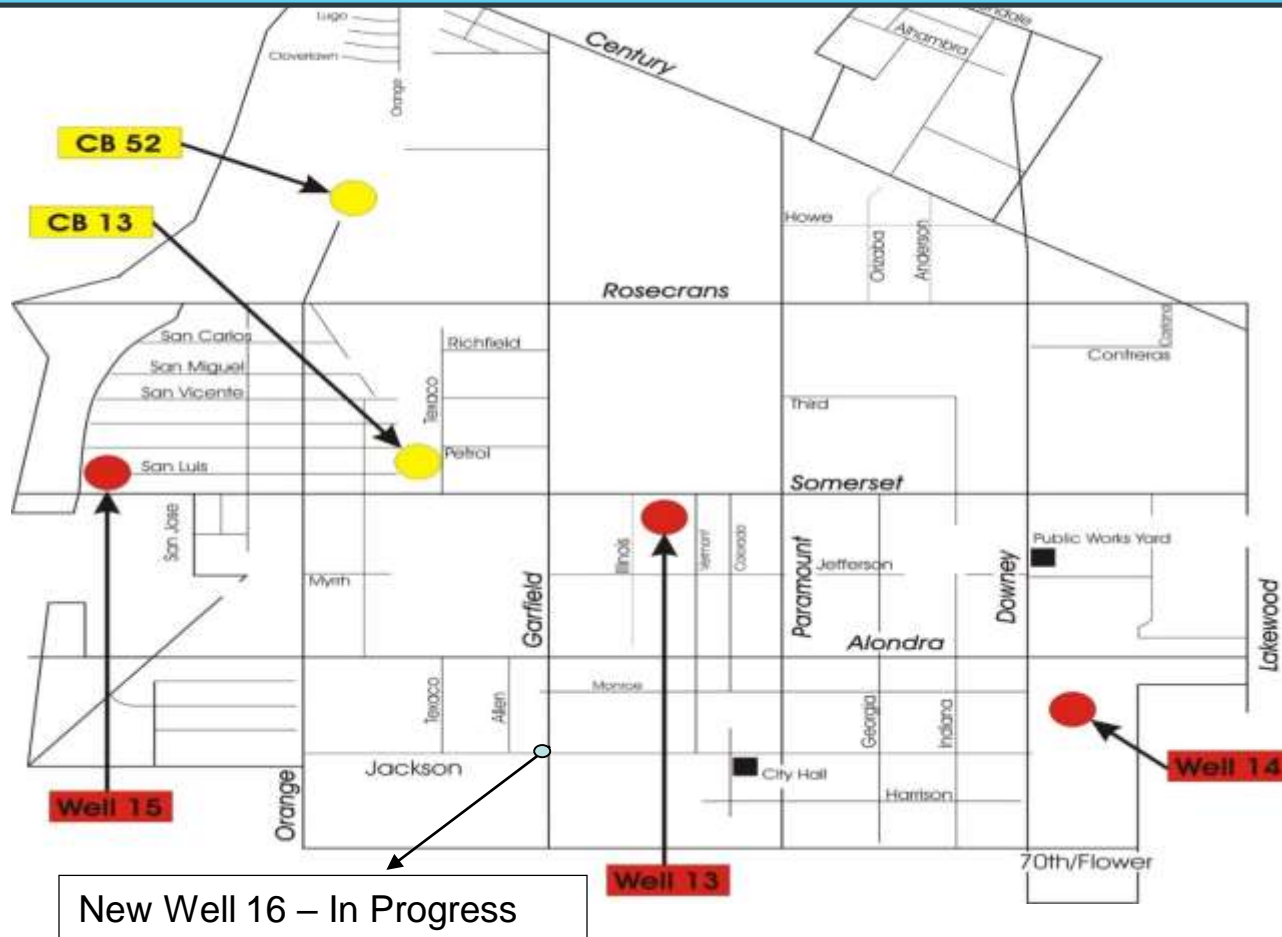 Lugo
Clovertawn
Orange
Century
Alhambra
CB 52
CB 13
Howe
Orizaba
Anderson
Rosecrans
San Carlos
Richfield
Contreras
San Miguel
San Vicente
Texaco
Third
Petrol
San Luis
Somerset
San Jose
Illinois
Vermont
Colorado
Paramount
Jefferson
Downey
Public Works Yard
Myrrh
Garfield
Alondra
Lakewood
Texaco
Allen
Monroe
Georgia
Indiana
Jackson
City Hall
Well 14
Well 15
Orange
Harrison
70th/Flower
Well 13
New Well 16 – In Progress